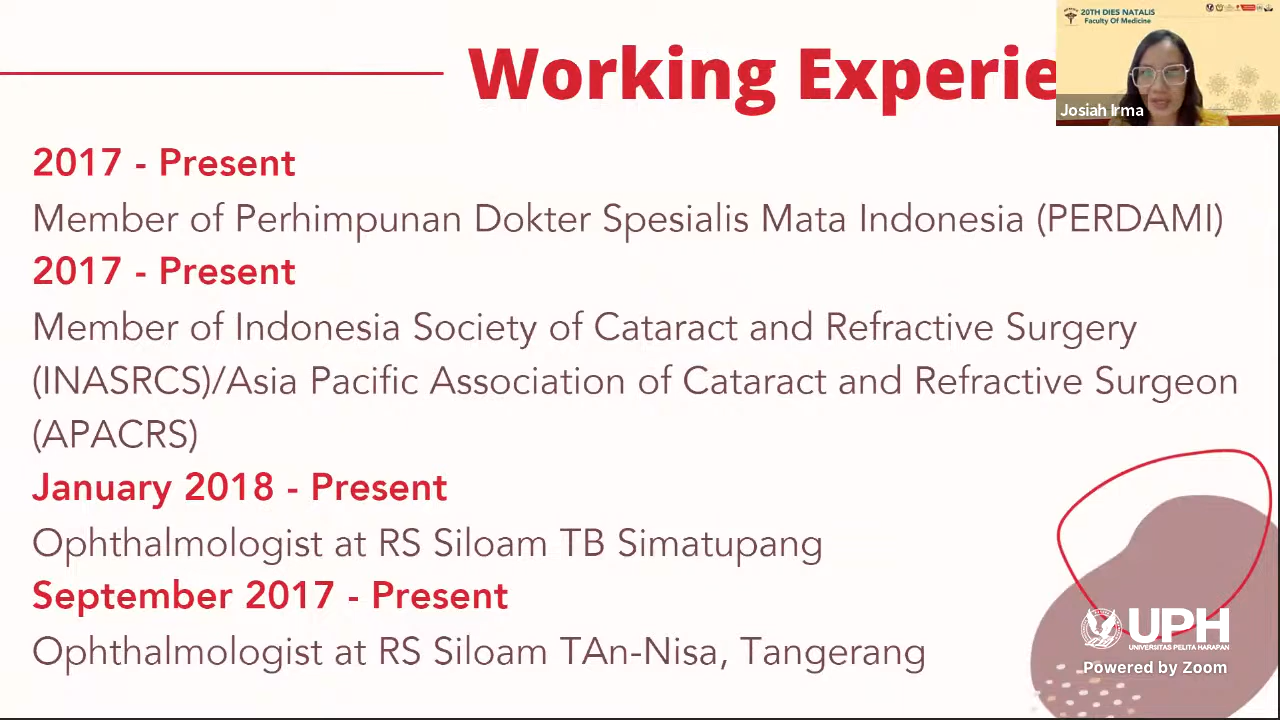 Working Experie
20TH DIES NATALIS
Faculty Of Medicine
Josiah Irma
2017 - Present
Member of Perhimpunan Dokter Spesialis Mata Indonesia (PERDAMI)
2017 - Present
Member of Indonesia Society of Cataract and Refractive Surgery
(INASRCS)/Asia Pacific Association of Cataract and Refractive Surgeon
(APACRS)
January 2018 - Present
Ophthalmologist at RS Siloam TB Simatupang
September 2017 - Present
Ophthalmologist at RS Siloam TAn-Nisa, Tangerang
UPH
UNIVERSITAS PELITA HARAPAN
Powered by Zoom